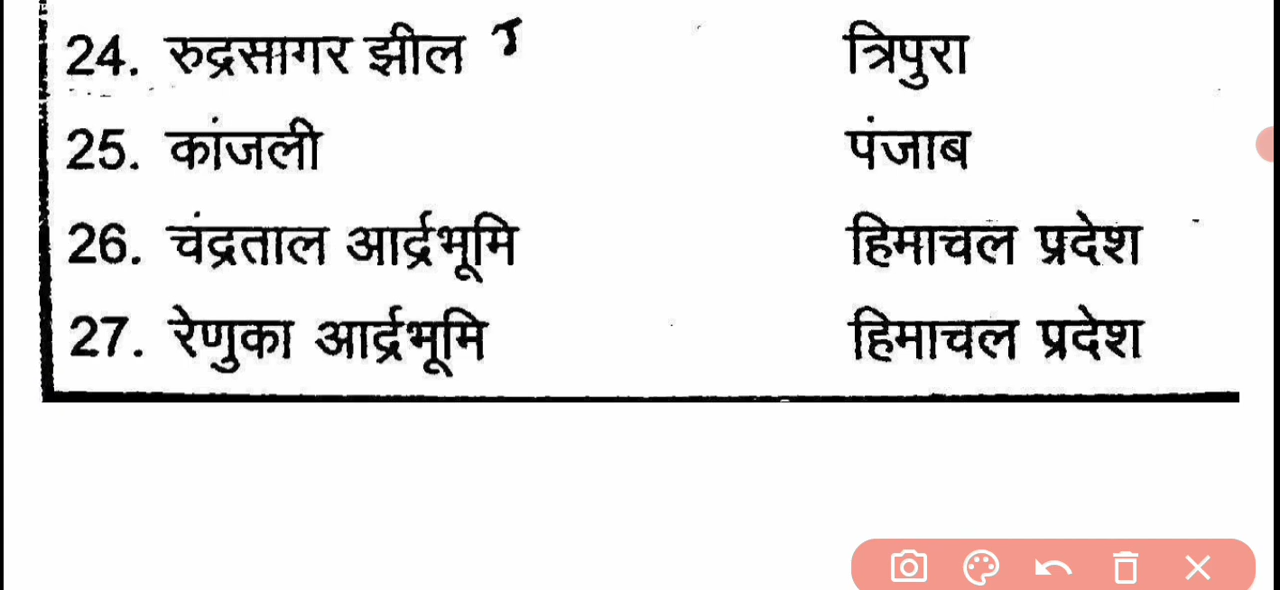 24. रुद्रसागर झील T त्रिपुरा
25. कांजली पंजाब
26. चंद्रताल आर्द्रभूमि हिमाचल प्रदेश
27. रेणुका आर्द्रभूमि हिमाचल प्रदेश